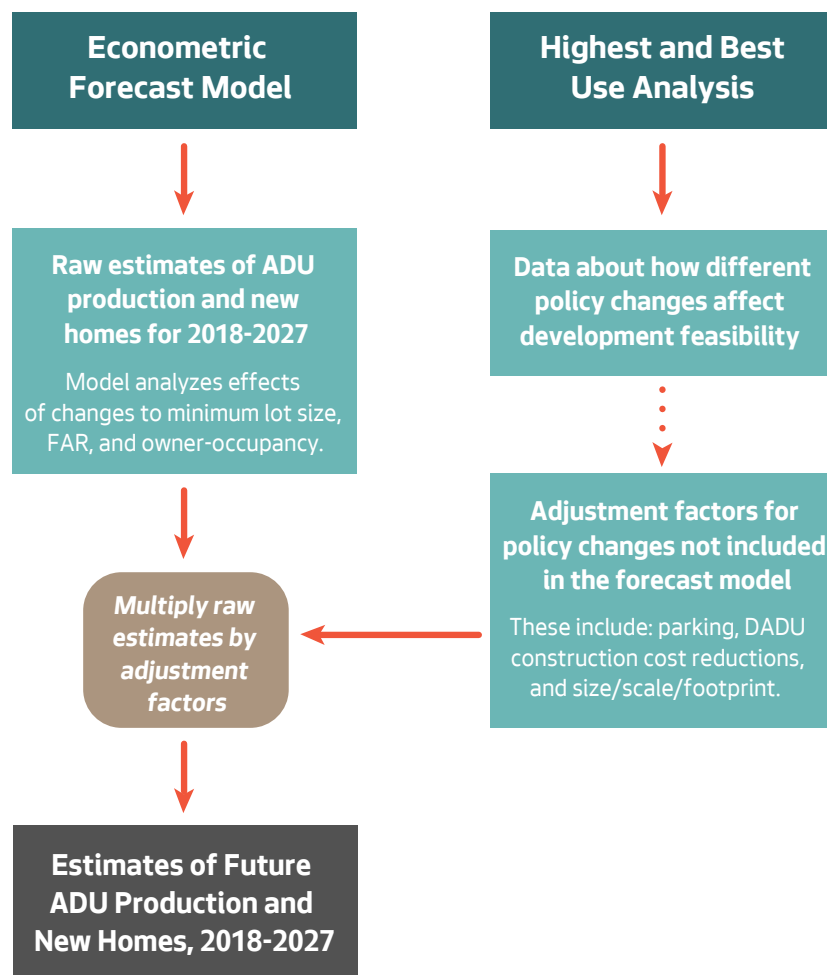 Econometric
Forecast Model
Highest and Best
Use Analysis
Raw estimates of ADU
production and new
homes for 2018-2027
Model analyzes effects
of changes to minimum lot size,
FAR, and owner-occupancy.
Data about how different
policy changes affect
development feasibility
Adjustment factors for
policy changes not included
in the forecast model
These include: parking, DADU
construction cost reductions,
and size/scale/footprint.
Multiply raw
estimates by
adjustment
factors
Estimates of Future
ADU Production and
New Homes, 2018-2027